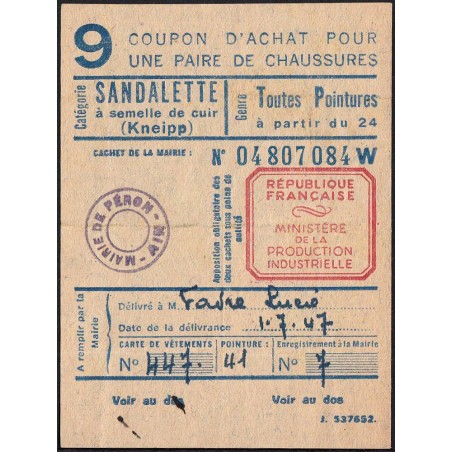 9 COUPON D'ACHAT POUR
UNE PAIRE DE CHAUSSURES
Catégorie
SANDALETTE
à semelle de cuir
(Kneipp)
Genre
Toutes Pointures
à partir du 24
CACHET DE LA MAIRIE :
N° 04807084 W
MAIRIE DE PÉRON - AIN -
Apposition obligatoire des
deux cachets sous peine de
nullité
RÉPUBLIQUE
FRANÇAISE
MINISTÈRE
DE LA
PRODUCTION
INDUSTRIELLE
A remplir par la
Mairie
Délivré à M. Favre Lucie
Date de la délivrance 1.7.47
CARTE DE VÊTEMENTS
N° 447.
POINTURE :
41
Enregistrement à la Mairie
N° 7
Voir au dos Voir au dos
J. 537652.